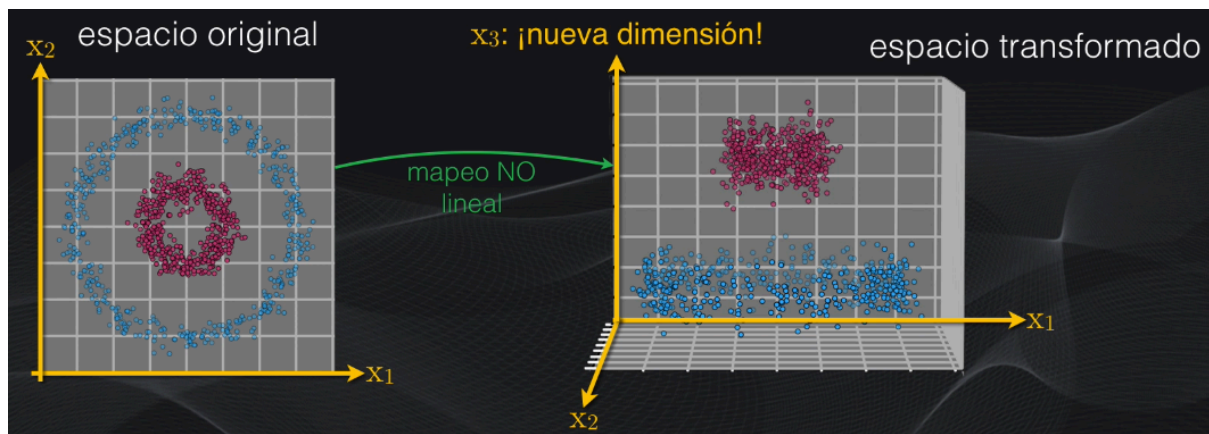 espacio original
x₂
x₁
mapeo NO
lineal
x₃: ¡nueva dimensión!
espacio transformado
x₁
x₂